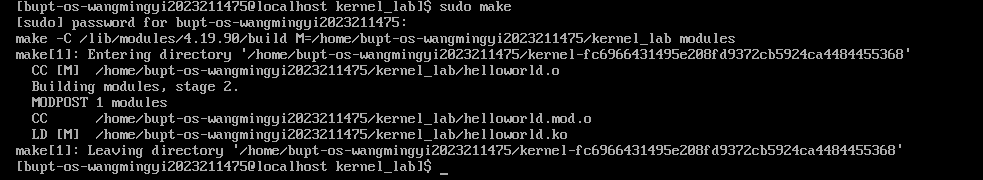 [bupt-os-wangmingyi2023211475@localhost kernel_lab]$ sudo make
[sudo] password for bupt-os-wangmingyi2023211475:
make -C /lib/modules/4.19.90/build M=/home/bupt-os-wangmingyi2023211475/kernel_lab modules
make[1]: Entering directory '/home/bupt-os-wangmingyi2023211475/kernel-fc6966431495e208fd9372cb5924ca4484455368'
CC [M]  /home/bupt-os-wangmingyi2023211475/kernel_lab/helloworld.o
Building modules, stage 2.
MODPOST 1 modules
CC      /home/bupt-os-wangmingyi2023211475/kernel_lab/helloworld.mod.o
LD [M]  /home/bupt-os-wangmingyi2023211475/kernel_lab/helloworld.ko
make[1]: Leaving directory '/home/bupt-os-wangmingyi2023211475/kernel-fc6966431495e208fd9372cb5924ca4484455368'
[bupt-os-wangmingyi2023211475@localhost kernel_lab]$ _